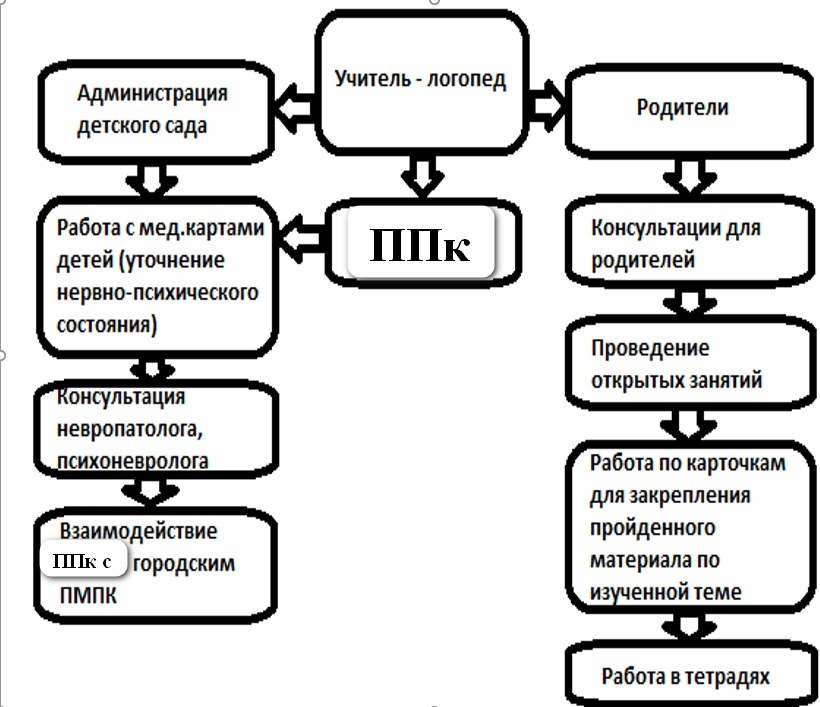 Учитель - логопед
Администрация
детского сада
Родители
Работа с мед.картами
детей (уточнение
нервно-психического
состояния)
ППк
Консультации для
родителей
Консультация
невропатолога,
психоневролога
Проведение
открытых занятий
Взаимодействие
ППк с городским
ПМПК
Работа по карточкам
для закрепления
пройденного
материала по
изученной теме
Работа в тетрадях